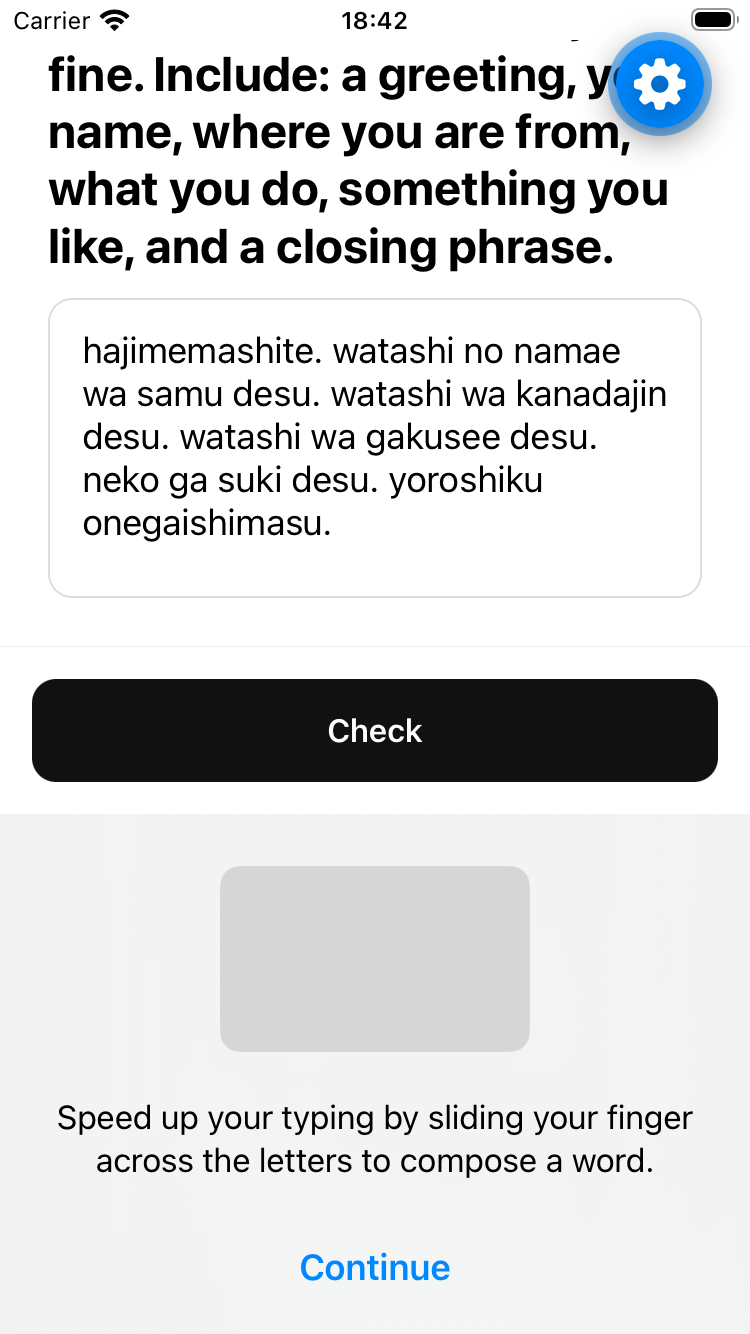 Carrier
18:42
fine. Include: a greeting,
name, where you are from,
what you do, something you
like, and a closing phrase.
hajimemashite. watashi no namae
wa samu desu. watashi wa kanadajin
desu. watashi wa gakusee desu.
neko ga suki desu. yoroshiku
onegaishimasu.
Check
Speed up your typing by sliding your finger
across the letters to compose a word.
Continue